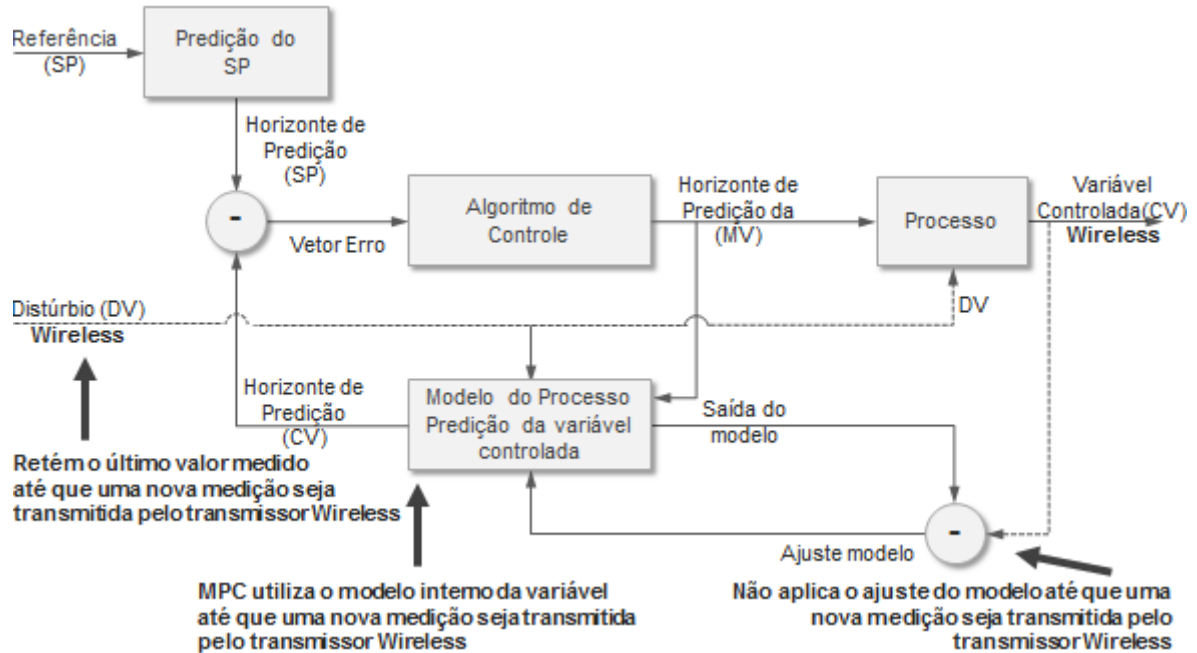 Referência
(SP)
Predição do
SP
Horizonte de
Predição
(SP)
-
Vetor Erro
Algoritmo de
Controle
Horizonte de
Predição da
(MV)
Processo
Variável
Controlada(CV)
Wireless
Distúrbio (DV)
Wireless
DV
Horizonte de
Predição
(CV)
Modelo do Processo
Predição da variável
controlada
Saída do
modelo
-
Ajuste modelo
Retém o último valor medido
até que uma nova medição seja
transmitida pelo transmissor Wireless
MPC utiliza o modelo interno da variável
até que uma nova medição seja transmitida
pelo transmissor Wireless
Não aplica o ajuste do modelo até que uma
nova medição seja transmitida pelo
transmissor Wireless